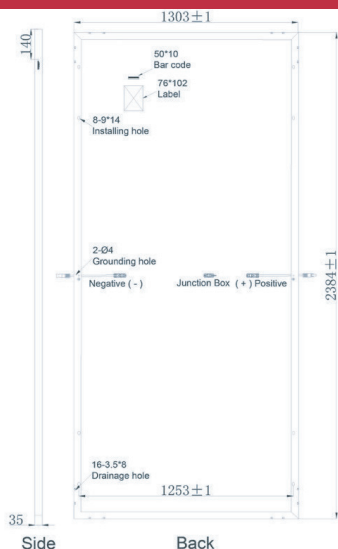 1303±1
140
50*10
Bar code
76*102
Label
8-9*14
Installing hole
2-Ø4
Grounding hole
Negative ( - )
Junction Box ( + ) Positive
2384±1
16-3.5*8
Drainage hole
1253±1
35
Side
Back